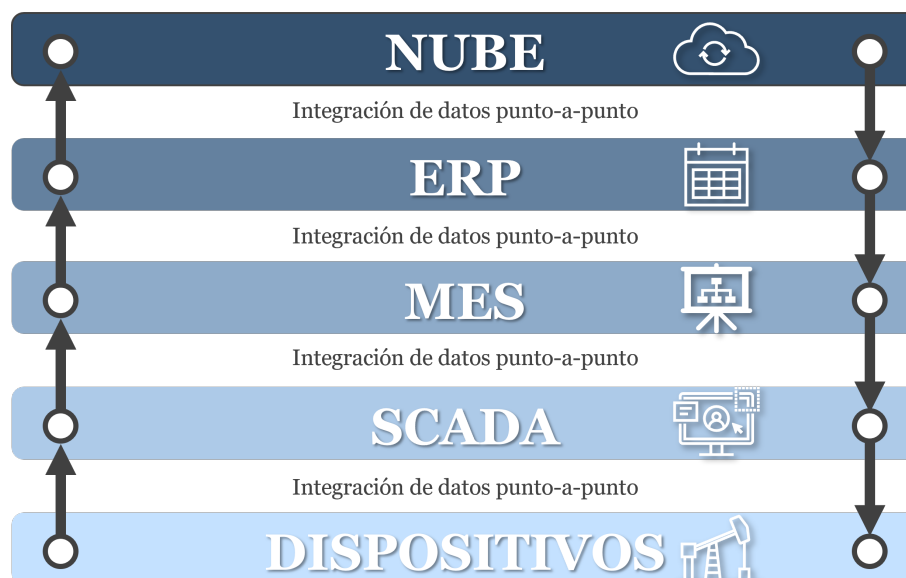 NUBE
Integración de datos punto-a-punto
ERP
Integración de datos punto-a-punto
MES
Integración de datos punto-a-punto
SCADA
Integración de datos punto-a-punto
DISPOSITIVOS